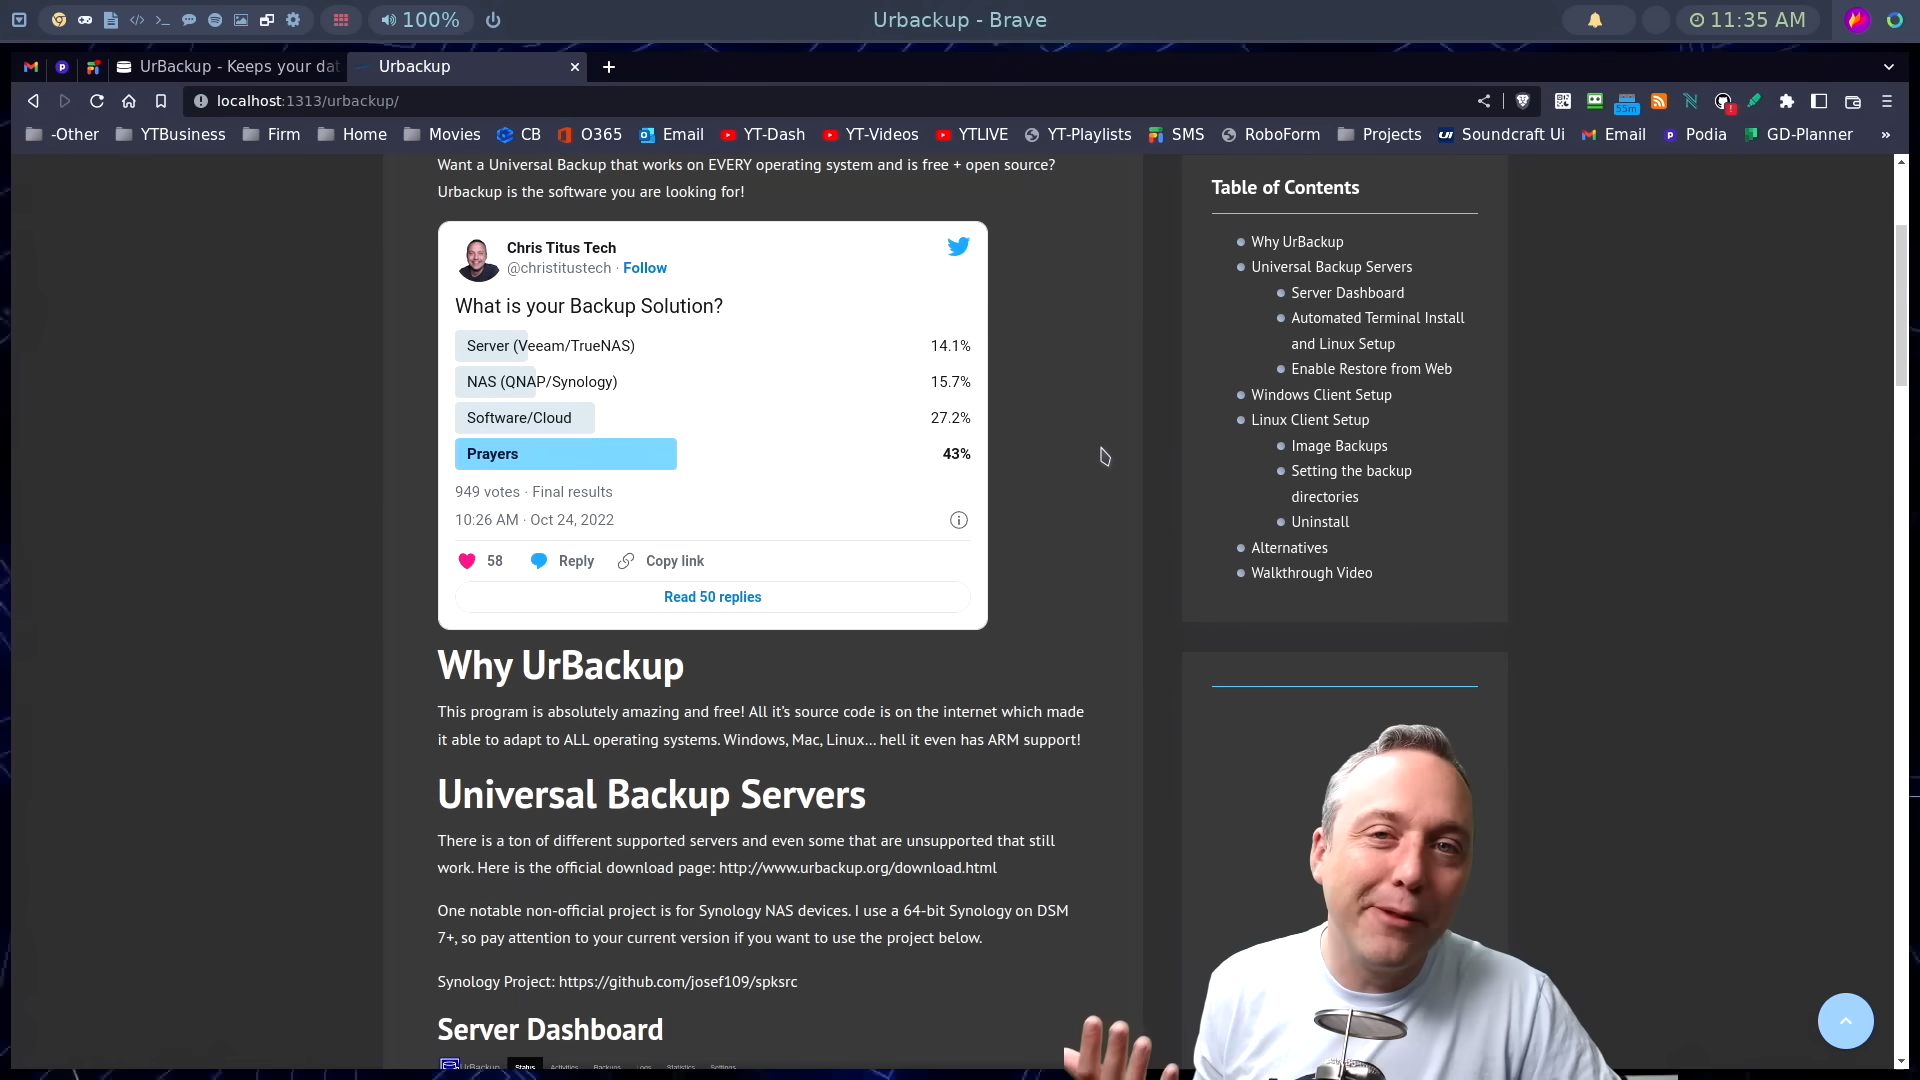 100%
Urbackup - Brave
11:35 AM
UrBackup - Keeps your dat
Urbackup
localhost:1313/urbackup/
55m
-Other
YTBusiness
Firm
Home
Movies
CB
O365
Email
YT-Dash
YT-Videos
YTLIVE
YT-Playlists
SMS
RoboForm
Projects
Soundcraft Ui
Email
Podia
GD-Planner
»
Want a Universal Backup that works on EVERY operating system and is free + open source?
Urbackup is the software you are looking for!
Chris Titus Tech
@christitustech · Follow
What is your Backup Solution?
Server (Veeam/TrueNAS) 14.1%
NAS (QNAP/Synology) 15.7%
Software/Cloud 27.2%
Prayers 43%
949 votes · Final results
10:26 AM · Oct 24, 2022
58 Reply Copy link
Read 50 replies
Why UrBackup
This program is absolutely amazing and free! All it's source code is on the internet which made
it able to adapt to ALL operating systems. Windows, Mac, Linux... hell it even has ARM support!
Universal Backup Servers
There is a ton of different supported servers and even some that are unsupported that still
work. Here is the official download page: http://www.urbackup.org/download.html
One notable non-official project is for Synology NAS devices. I use a 64-bit Synology on DSM
7+, so pay attention to your current version if you want to use the project below.
Synology Project: https://github.com/josef109/spksrc
Server Dashboard
UrBackup Status Activities Backups Logs Statistics Settings
Table of Contents
Why UrBackup
Universal Backup Servers
Server Dashboard
Automated Terminal Install
and Linux Setup
Enable Restore from Web
Windows Client Setup
Linux Client Setup
Image Backups
Setting the backup
directories
Uninstall
Alternatives
Walkthrough Video